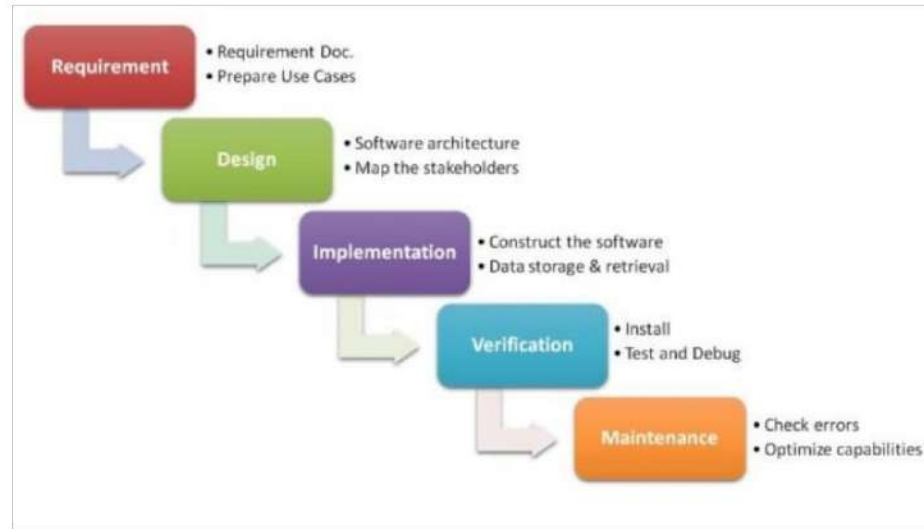 Requirement
• Requirement Doc.
• Prepare Use Cases
Design
• Software architecture
• Map the stakeholders
Implementation
• Construct the software
• Data storage & retrieval
Verification
• Install
• Test and Debug
Maintenance
• Check errors
• Optimize capabilities